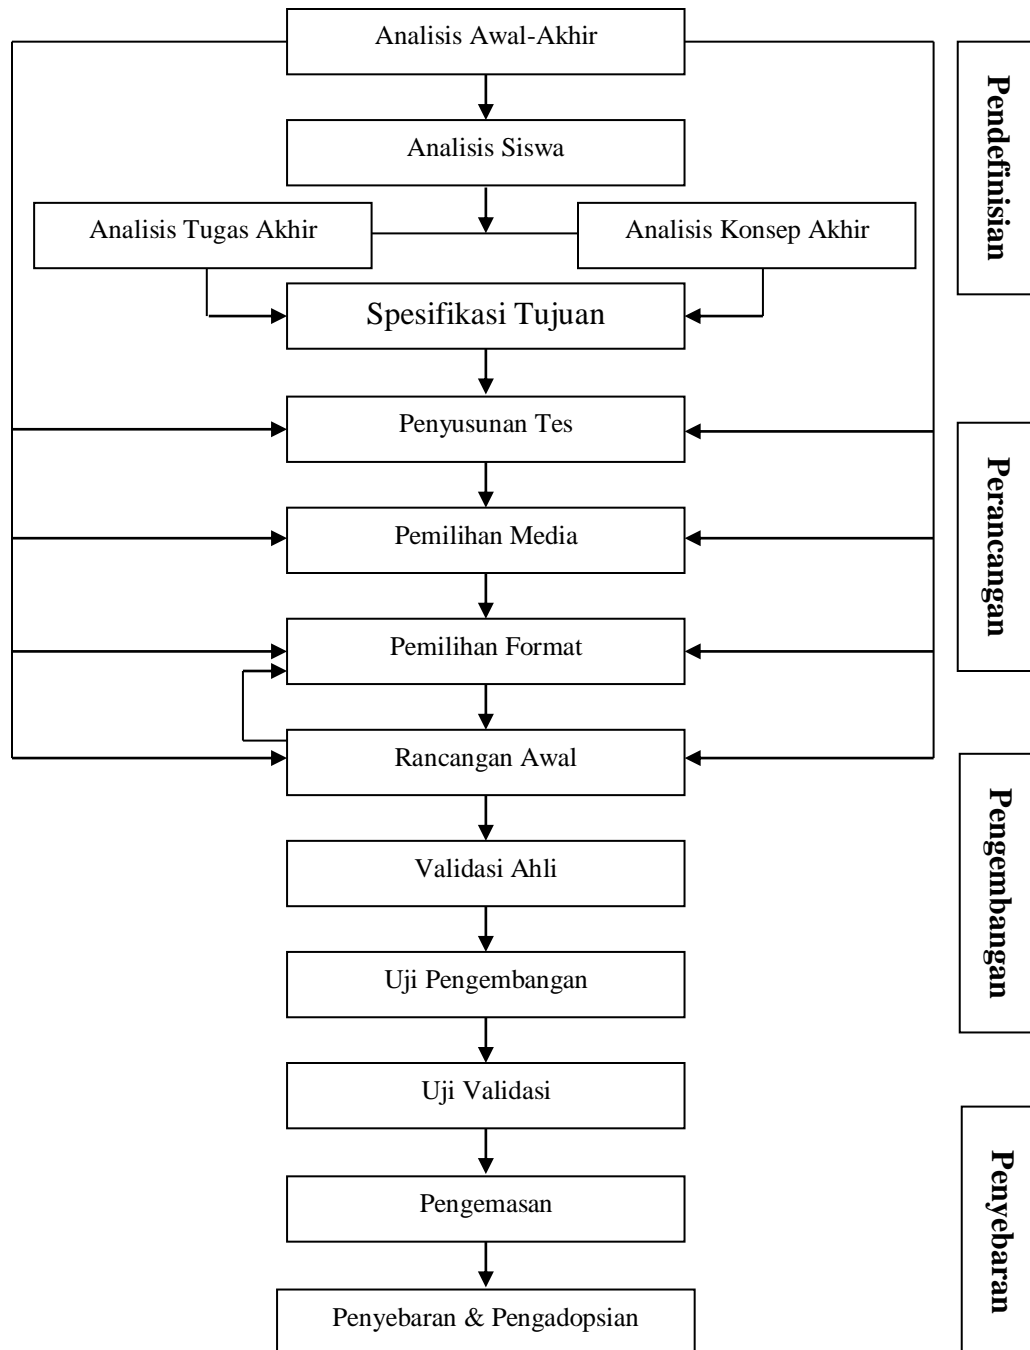 Analisis Awal-Akhir
Analisis Siswa
Analisis Tugas Akhir
Analisis Konsep Akhir
Spesifikasi Tujuan
Penyusunan Tes
Pemilihan Media
Pemilihan Format
Rancangan Awal
Validasi Ahli
Uji Pengembangan
Uji Validasi
Pengemasan
Penyebaran & Pengadopsian
Pendefinisian
Perancangan
Pengembangan
Penyebaran